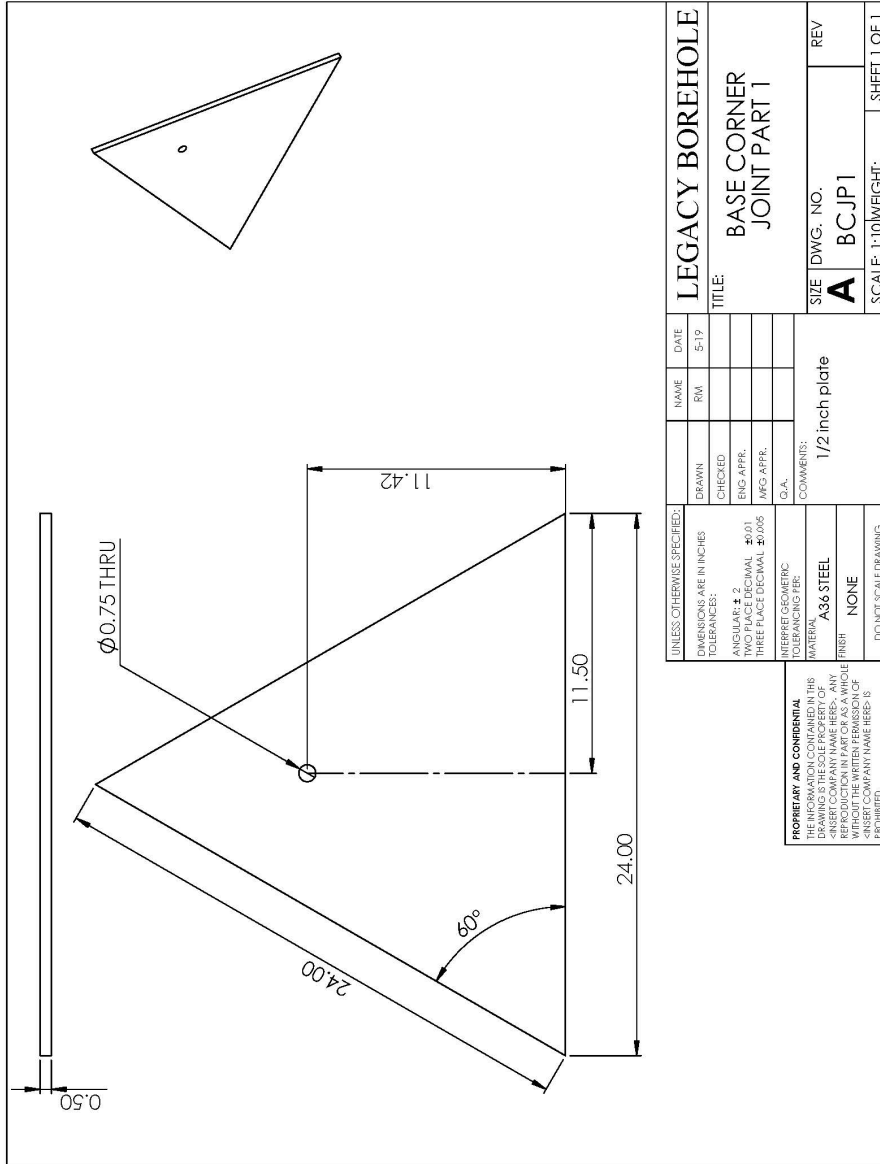 0.50
Ø0.75 THRU
11.42
24.00
60°
11.50
24.00
PROPRIETARY AND CONFIDENTIAL
THE INFORMATION CONTAINED IN THIS
DRAWING IS THE SOLE PROPERTY OF
<INSERT COMPANY NAME HERE>. ANY
REPRODUCTION IN PART OR AS A WHOLE
WITHOUT THE WRITTEN PERMISSION OF
<INSERT COMPANY NAME HERE> IS
PROHIBITED.
UNLESS OTHERWISE SPECIFIED:
DIMENSIONS ARE IN INCHES
TOLERANCES:
ANGULAR: ± 2
TWO PLACE DECIMAL ±0.01
THREE PLACE DECIMAL ±0.005
INTERPRET GEOMETRIC
TOLERANCING PER:
MATERIAL
A36 STEEL
FINISH
NONE
DO NOT SCALE DRAWING
NAME DATE
DRAWN RM 5-19
CHECKED
ENG APPR.
MFG APPR.
Q.A.
COMMENTS:
1/2 inch plate
LEGACY BOREHOLE
TITLE:
BASE CORNER
JOINT PART 1
SIZE DWG. NO. REV
A BCJP1
SCALE: 1:10 WEIGHT: SHEET 1 OF 1